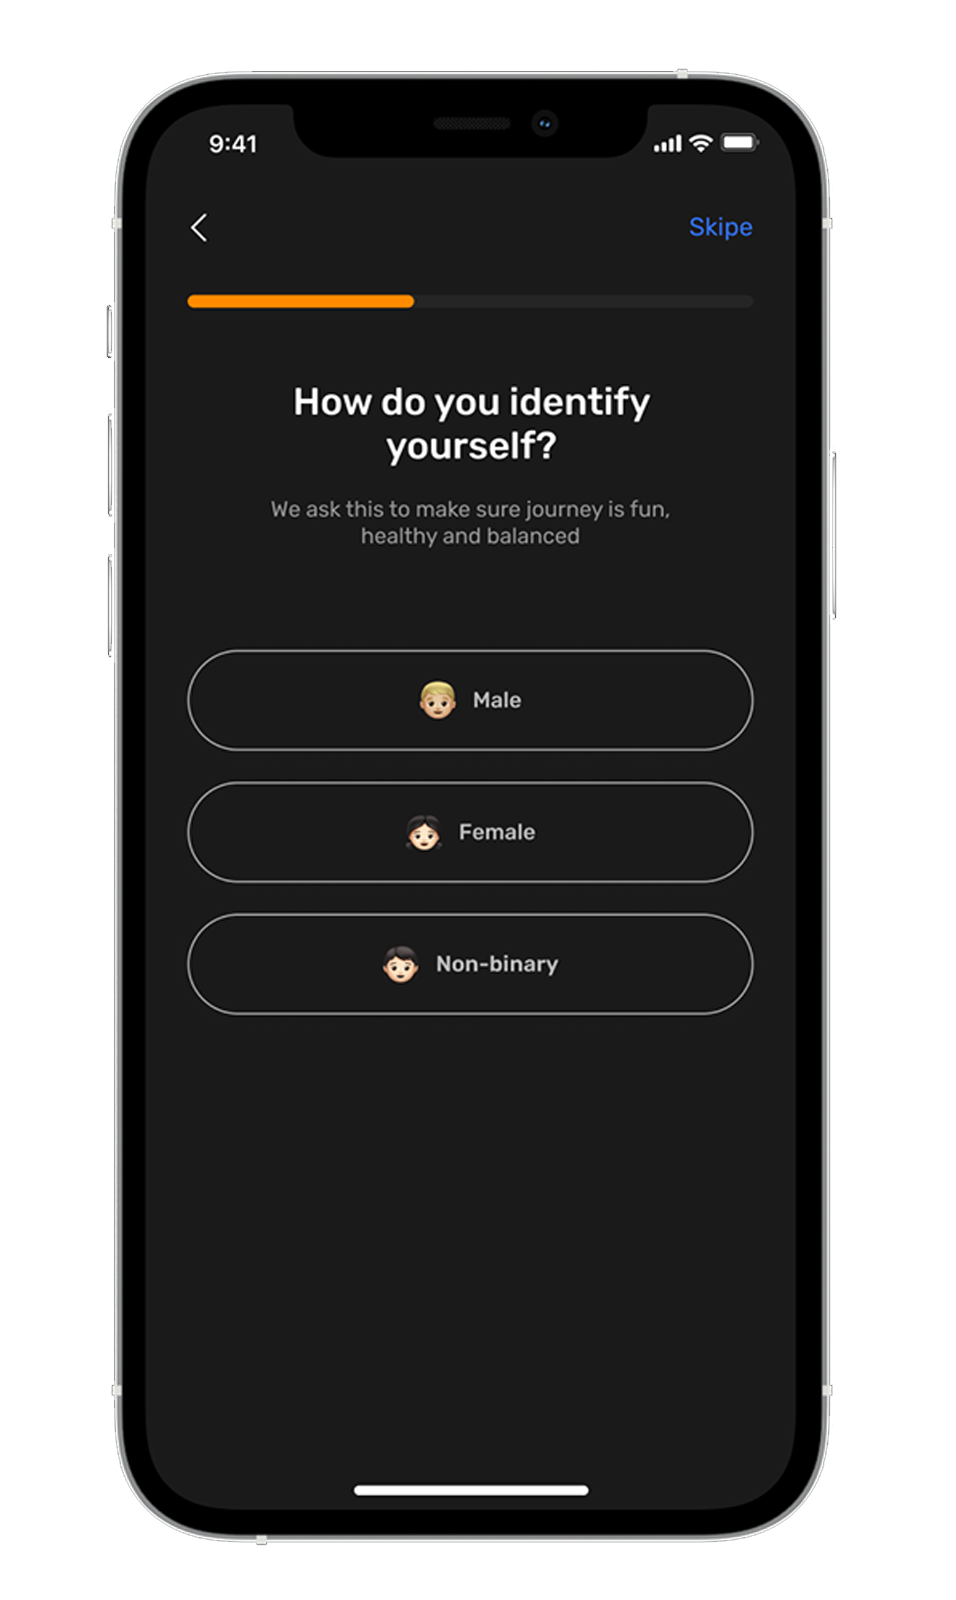 9:41
Skipe
How do you identify
yourself?
We ask this to make sure journey is fun,
healthy and balanced
Male
Female
Non-binary